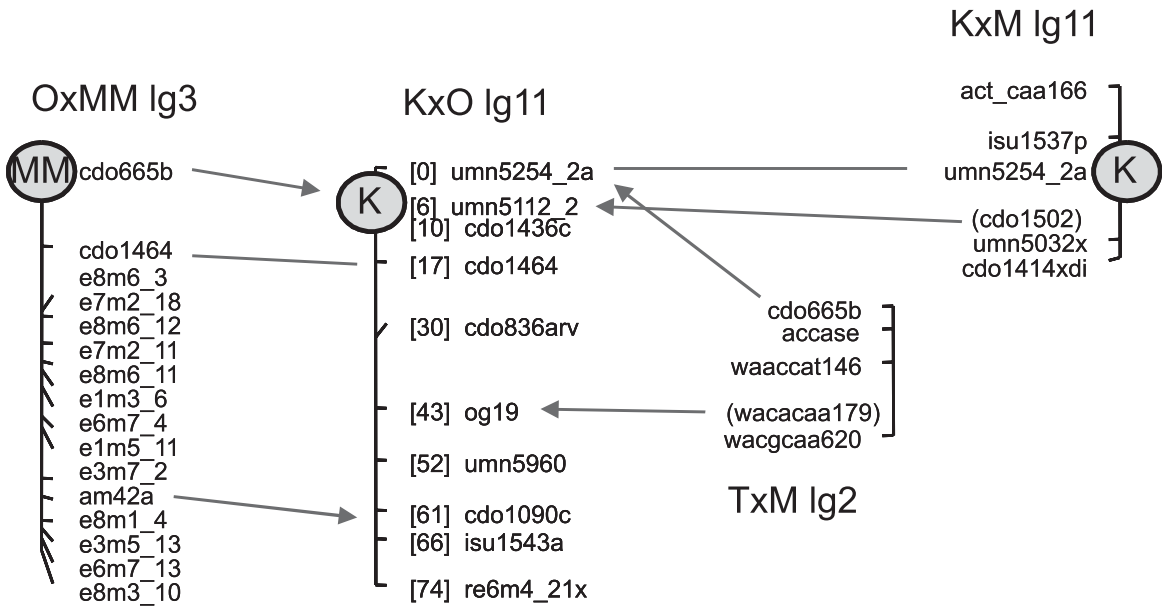 OxMM lg3
MM
cdo665b
cdo1464
e8m6_3
e7m2_18
e8m6_12
e7m2_11
e8m6_11
e1m3_6
e6m7_4
e1m5_11
e3m7_2
am42a
e8m1_4
e3m5_13
e6m7_13
e8m3_10
KxO lg11
K
[0] umn5254_2a
[6] umn5112_2
[10] cdo1436c
[17] cdo1464
[30] cdo836arv
[43] og19
[52] umn5960
[61] cdo1090c
[66] isu1543a
[74] re6m4_21x
KxM lg11
act_caa166
isu1537p
umn5254_2a
K
(cdo1502)
umn5032x
cdo1414xdi
cdo665b
accase
waaccat146
(wacacaa179)
wacgcaa620
TxM lg2